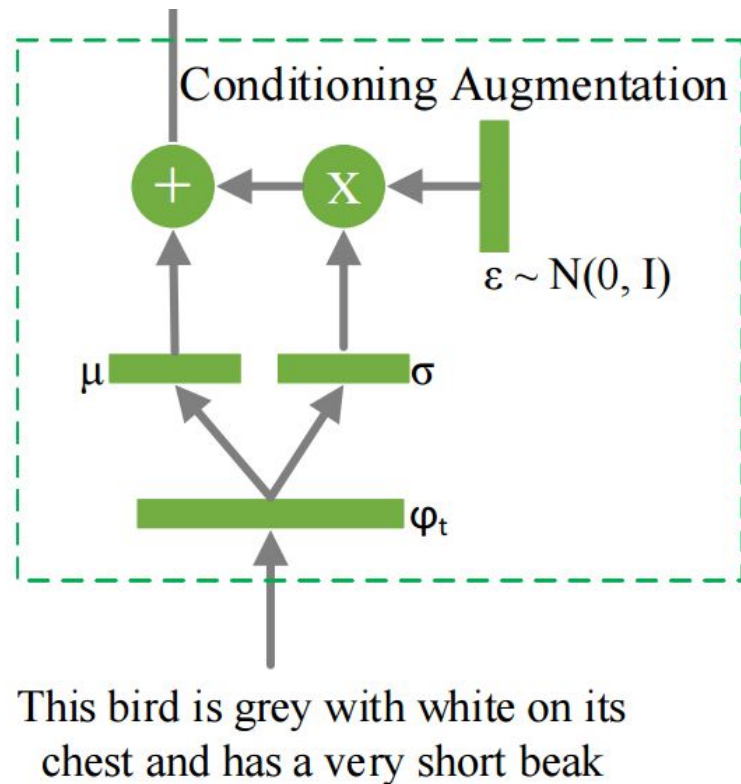 Conditioning Augmentation
+
X
ε ~ N(0, I)
μ
σ
φt
This bird is grey with white on its
chest and has a very short beak